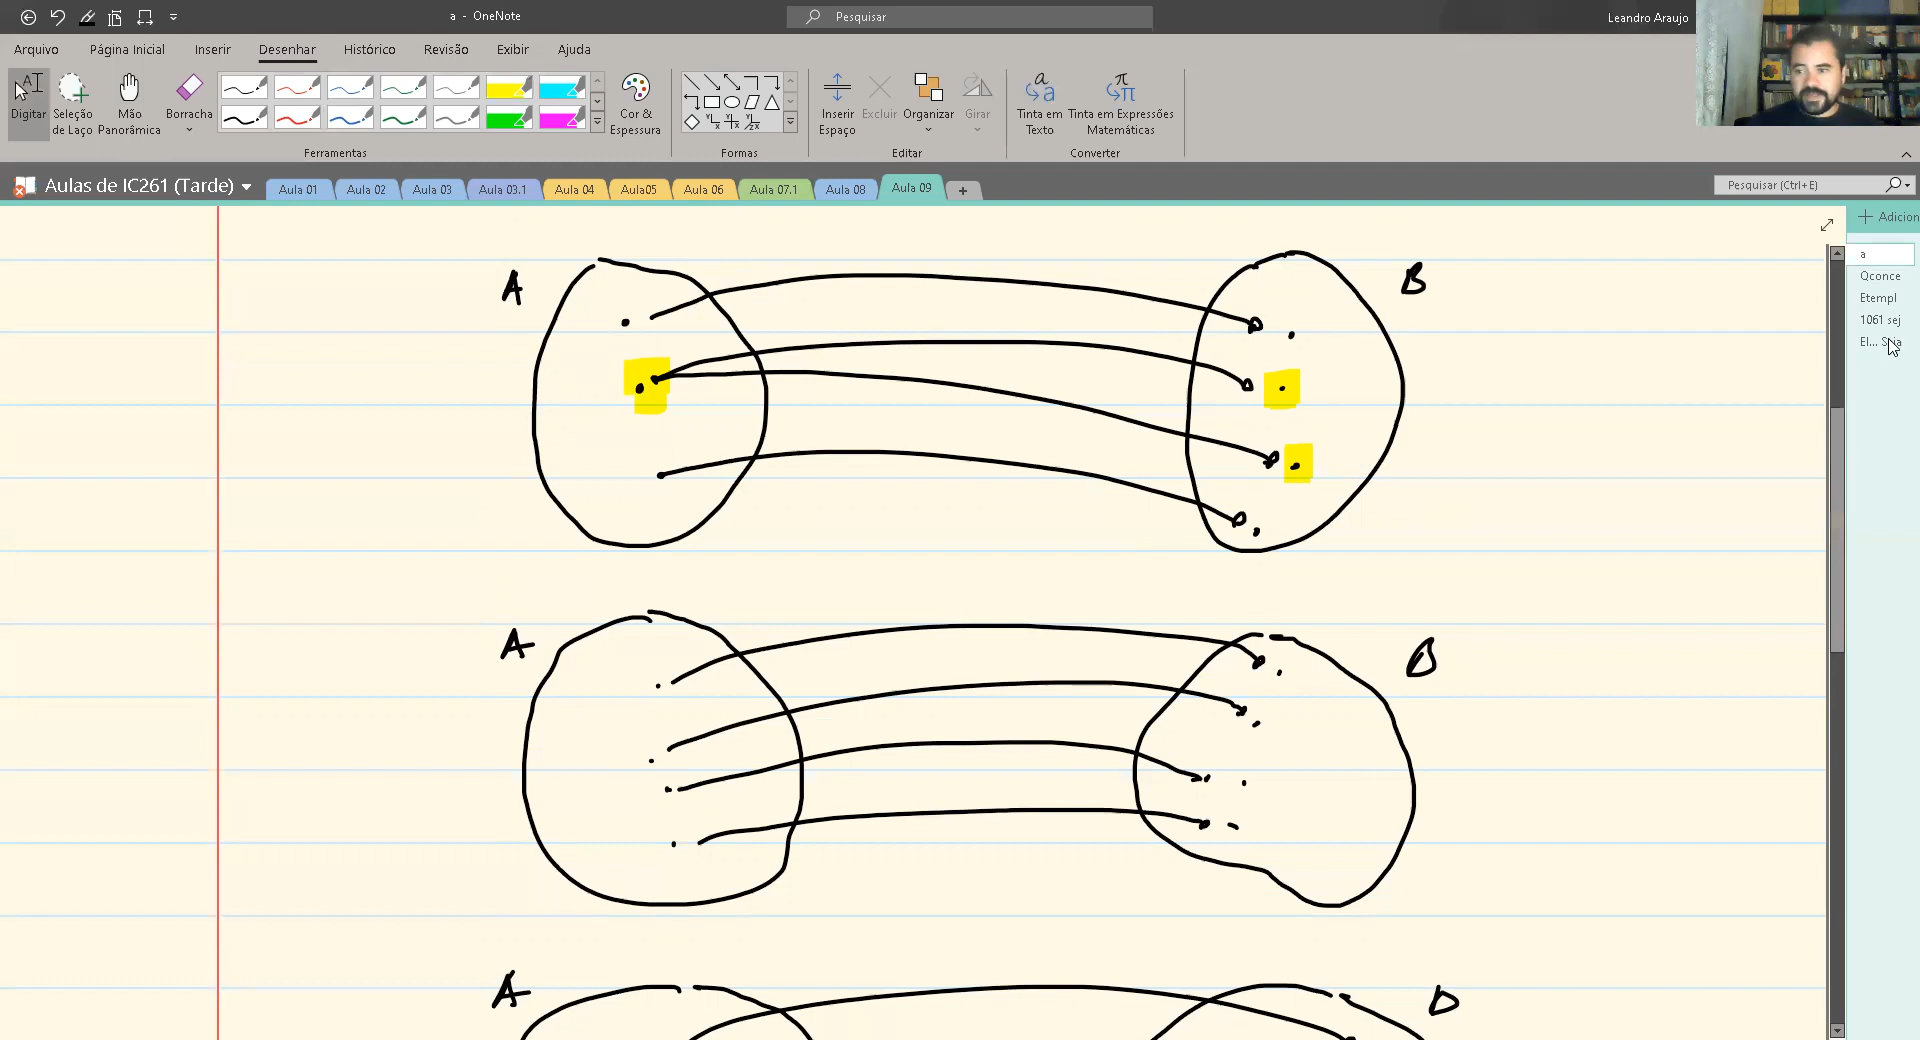 a - OneNote
Pesquisar
Leandro Araujo
Arquivo Página Inicial Inserir Desenhar Histórico Revisão Exibir Ajuda
Digitar
Seleção de Laço
Mão Panorâmica
Borracha
Cor & Espessura
Inserir Espaço
Excluir
Organizar
Girar
Tinta em Texto
Tinta em Expressões Matemáticas
Ferramentas
Formas
Editar
Converter
Aulas de IC261 (Tarde)
Aula 01 Aula 02 Aula 03 Aula 03.1 Aula 04 Aula05 Aula 06 Aula 07.1 Aula 08 Aula 09
Pesquisar (Ctrl+E)
Adicion
a
Qconce
Etempl
1061 sej
A B
A B
A